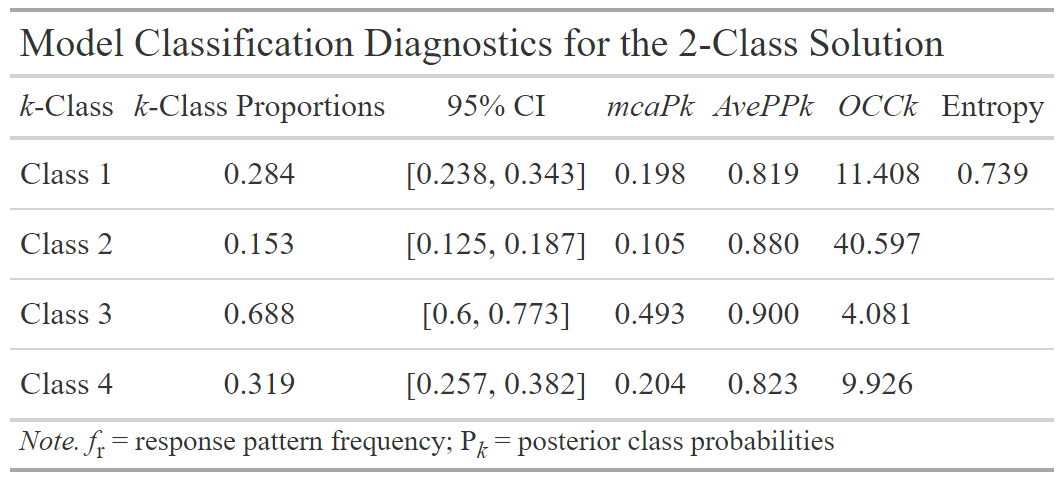 Model Classification Diagnostics for the 2-Class Solution
k-Class k-Class Proportions 95% CI mcaPk AvePPk OCCk Entropy
Class 1 0.284 [0.238, 0.343] 0.198 0.819 11.408 0.739
Class 2 0.153 [0.125, 0.187] 0.105 0.880 40.597
Class 3 0.688 [0.6, 0.773] 0.493 0.900 4.081
Class 4 0.319 [0.257, 0.382] 0.204 0.823 9.926
Note. fr = response pattern frequency; Pk = posterior class probabilities